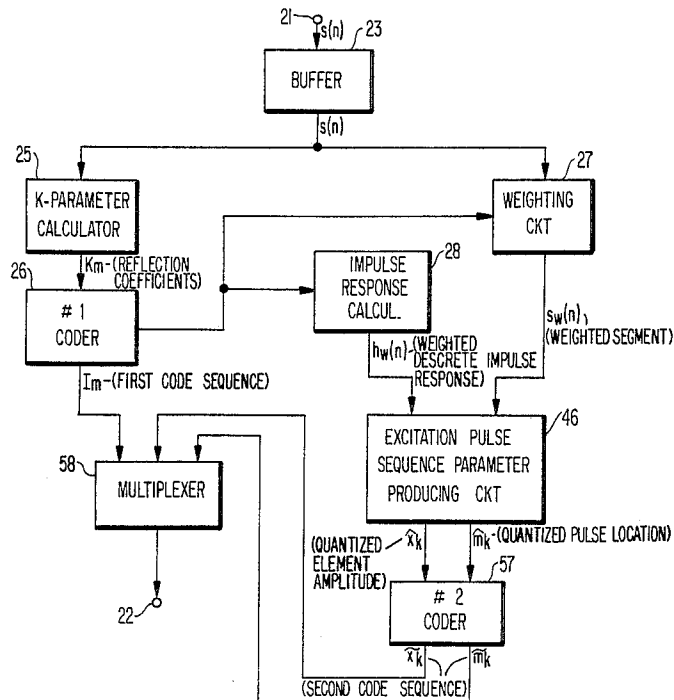 21
s(n)
23
BUFFER
s(n)
25
K-PARAMETER
CALCULATOR
27
WEIGHTING
CKT
Km-(REFLECTION
COEFFICIENTS)
26
# 1
CODER
IMPULSE
RESPONSE
CALCUL.
28
sw(n)
(WEIGHTED SEGMENT)
hw(n)-(WEIGHTED
DISCRETE IMPULSE
RESPONSE)
Im-(FIRST CODE SEQUENCE)
46
EXCITATION PULSE
SEQUENCE PARAMETER
PRODUCING CKT
58
MULTIPLEXER
(QUANTIZED
ELEMENT
AMPLITUDE)
x̂k
m̂k-(QUANTIZED PULSE LOCATION)
57
# 2
CODER
22
x̃k
m̃k
(SECOND CODE SEQUENCE)